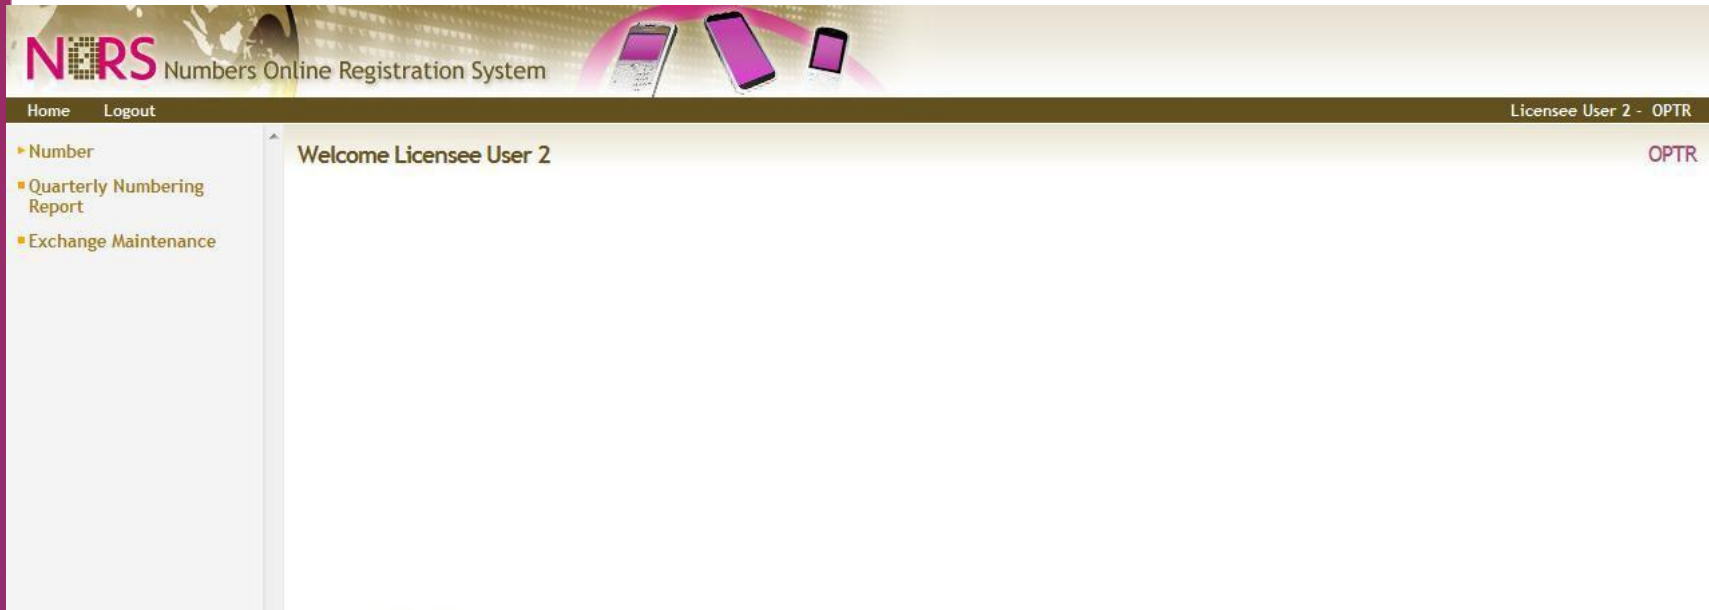 NORS Numbers Online Registration System
Home Logout Licensee User 2 - OPTR
Number
Welcome Licensee User 2 OPTR
Quarterly Numbering
Report
Exchange Maintenance